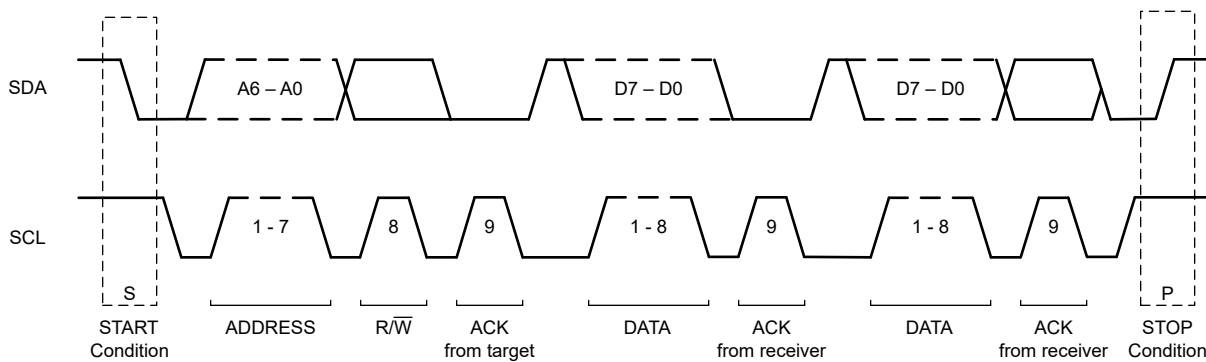 SDA
A6 – A0
D7 – D0
D7 – D0
SCL
1 - 7
8
9
1 - 8
9
1 - 8
9
S
P
START
Condition
ADDRESS
R/W̅
ACK
from target
DATA
ACK
from receiver
DATA
ACK
from receiver
STOP
Condition